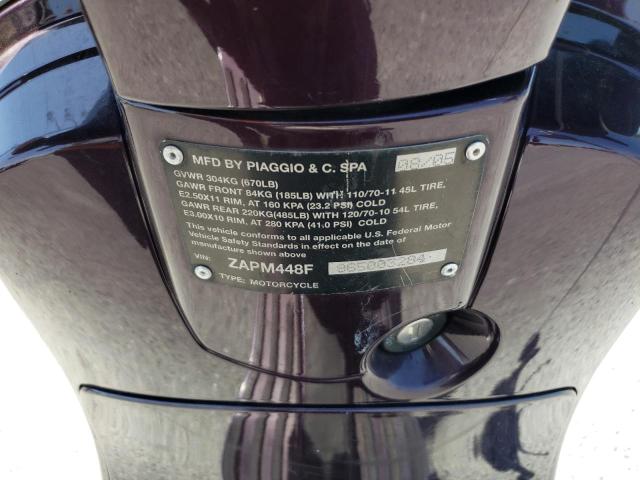 MFD BY PIAGGIO & C. SPA 08/05
GVWR 304KG (670LB)
GAWR FRONT 84KG (185LB) WITH 110/70-11 45L TIRE,
E2.50X11 RIM, AT 160 KPA (23.2 PSI) COLD
GAWR REAR 220KG(485LB) WITH 120/70-10 54L TIRE,
E3.00X10 RIM, AT 280 KPA (41.0 PSI) COLD
This vehicle conforms to all applicable U.S. Federal Motor
Vehicle Safety Standards in effect on the date of
manufacture shown above
VIN: ZAPM448F 865003284
TYPE: MOTORCYCLE